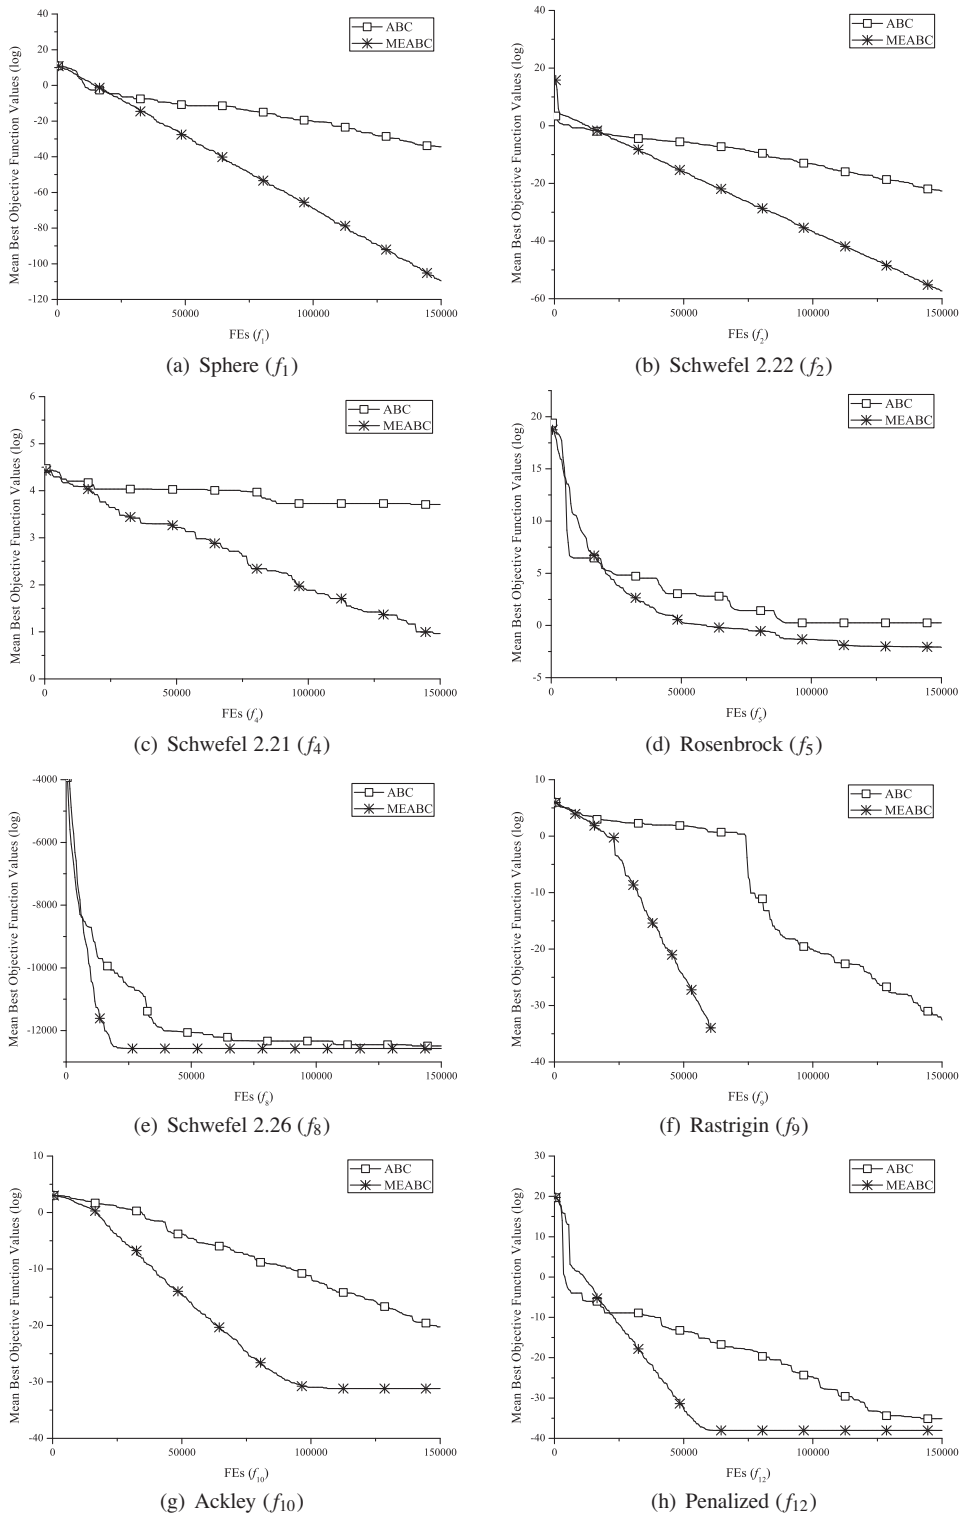 ABC
MEABC
40
20
0
-20
-40
-60
-80
-100
-120
0
50000
100000
150000
Mean Best Objective Function Values (log)
FEs (f1)
(a) Sphere (f1)
ABC
MEABC
40
20
0
-20
-40
-60
0
50000
100000
150000
Mean Best Objective Function Values (log)
FEs (f2)
(b) Schwefel 2.22 (f2)
ABC
MEABC
6
5
4
3
2
1
0
0
50000
100000
150000
Mean Best Objective Function Values (log)
FEs (f4)
(c) Schwefel 2.21 (f4)
ABC
MEABC
20
15
10
5
0
-5
0
50000
100000
150000
Mean Best Objective Function Values (log)
FEs (f5)
(d) Rosenbrock (f5)
ABC
MEABC
-4000
-6000
-8000
-10000
-12000
0
50000
100000
150000
Mean Best Objective Function Values (log)
FEs (f8)
(e) Schwefel 2.26 (f8)
ABC
MEABC
10
0
-10
-20
-30
-40
0
50000
100000
150000
Mean Best Objective Function Values (log)
FEs (f9)
(f) Rastrigin (f9)
ABC
MEABC
10
0
-10
-20
-30
-40
0
50000
100000
150000
Mean Best Objective Function Values (log)
FEs (f10)
(g) Ackley (f10)
ABC
MEABC
30
20
10
0
-10
-20
-30
-40
0
50000
100000
150000
Mean Best Objective Function Values (log)
FEs (f12)
(h) Penalized (f12)